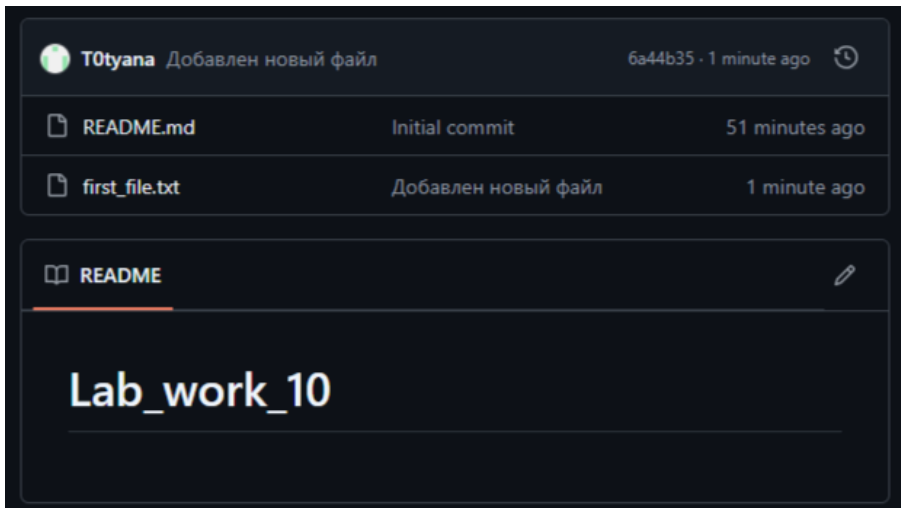 T0tyana Добавлен новый файл 6a44b35 · 1 minute ago
README.md Initial commit 51 minutes ago
first_file.txt Добавлен новый файл 1 minute ago
README
Lab_work_10